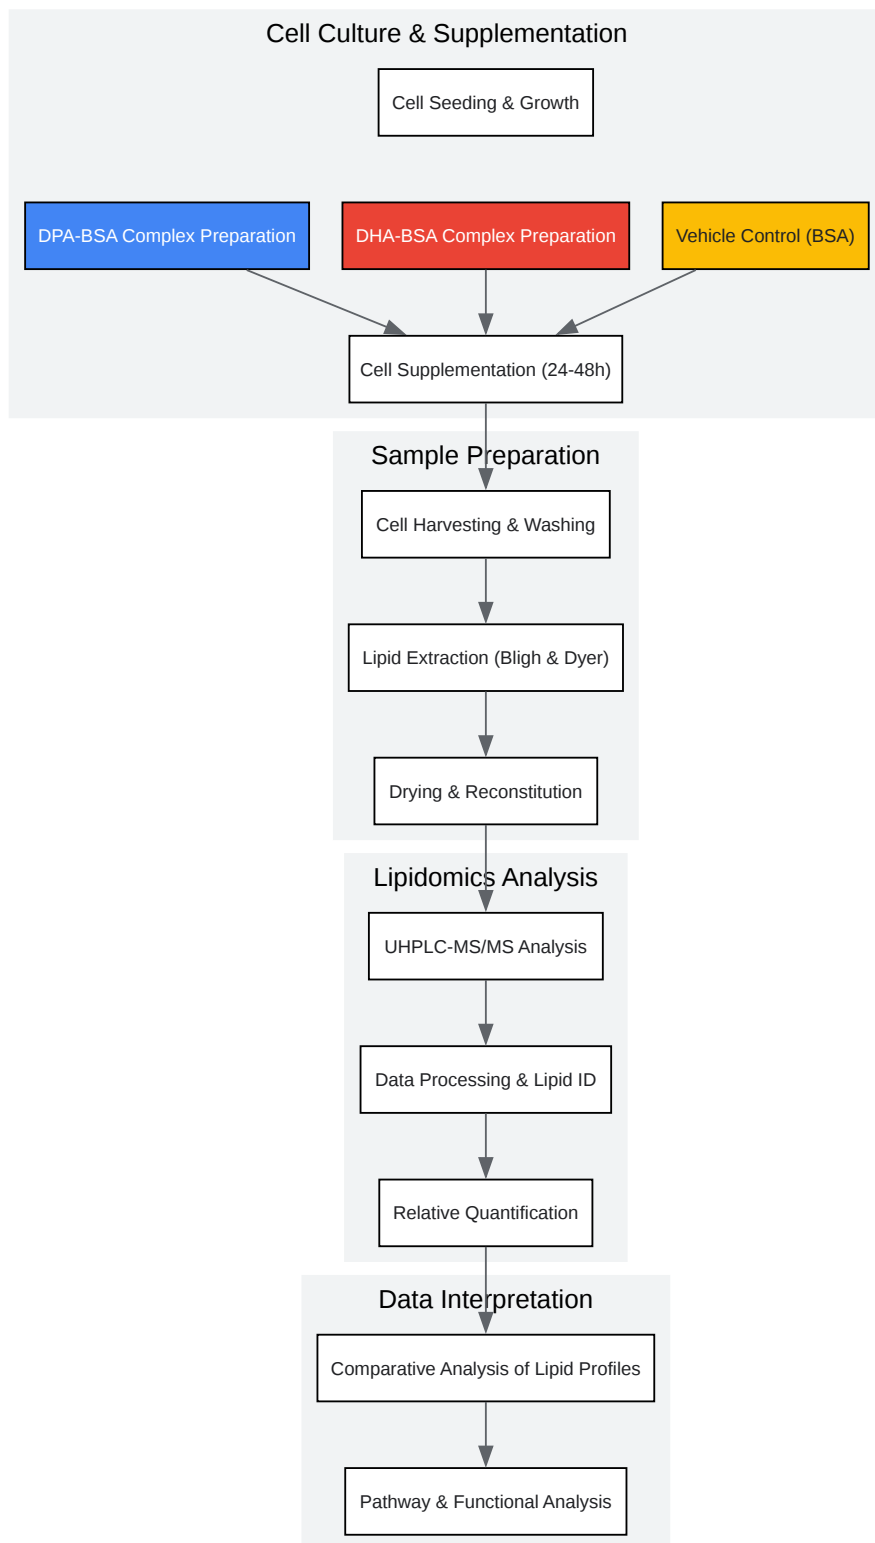 Cell Culture & Supplementation
Cell Seeding & Growth
DPA-BSA Complex Preparation
DHA-BSA Complex Preparation
Vehicle Control (BSA)
Cell Supplementation (24-48h)
Sample Preparation
Cell Harvesting & Washing
Lipid Extraction (Bligh & Dyer)
Drying & Reconstitution
Lipidomics Analysis
UHPLC-MS/MS Analysis
Data Processing & Lipid ID
Relative Quantification
Data Interpretation
Comparative Analysis of Lipid Profiles
Pathway & Functional Analysis